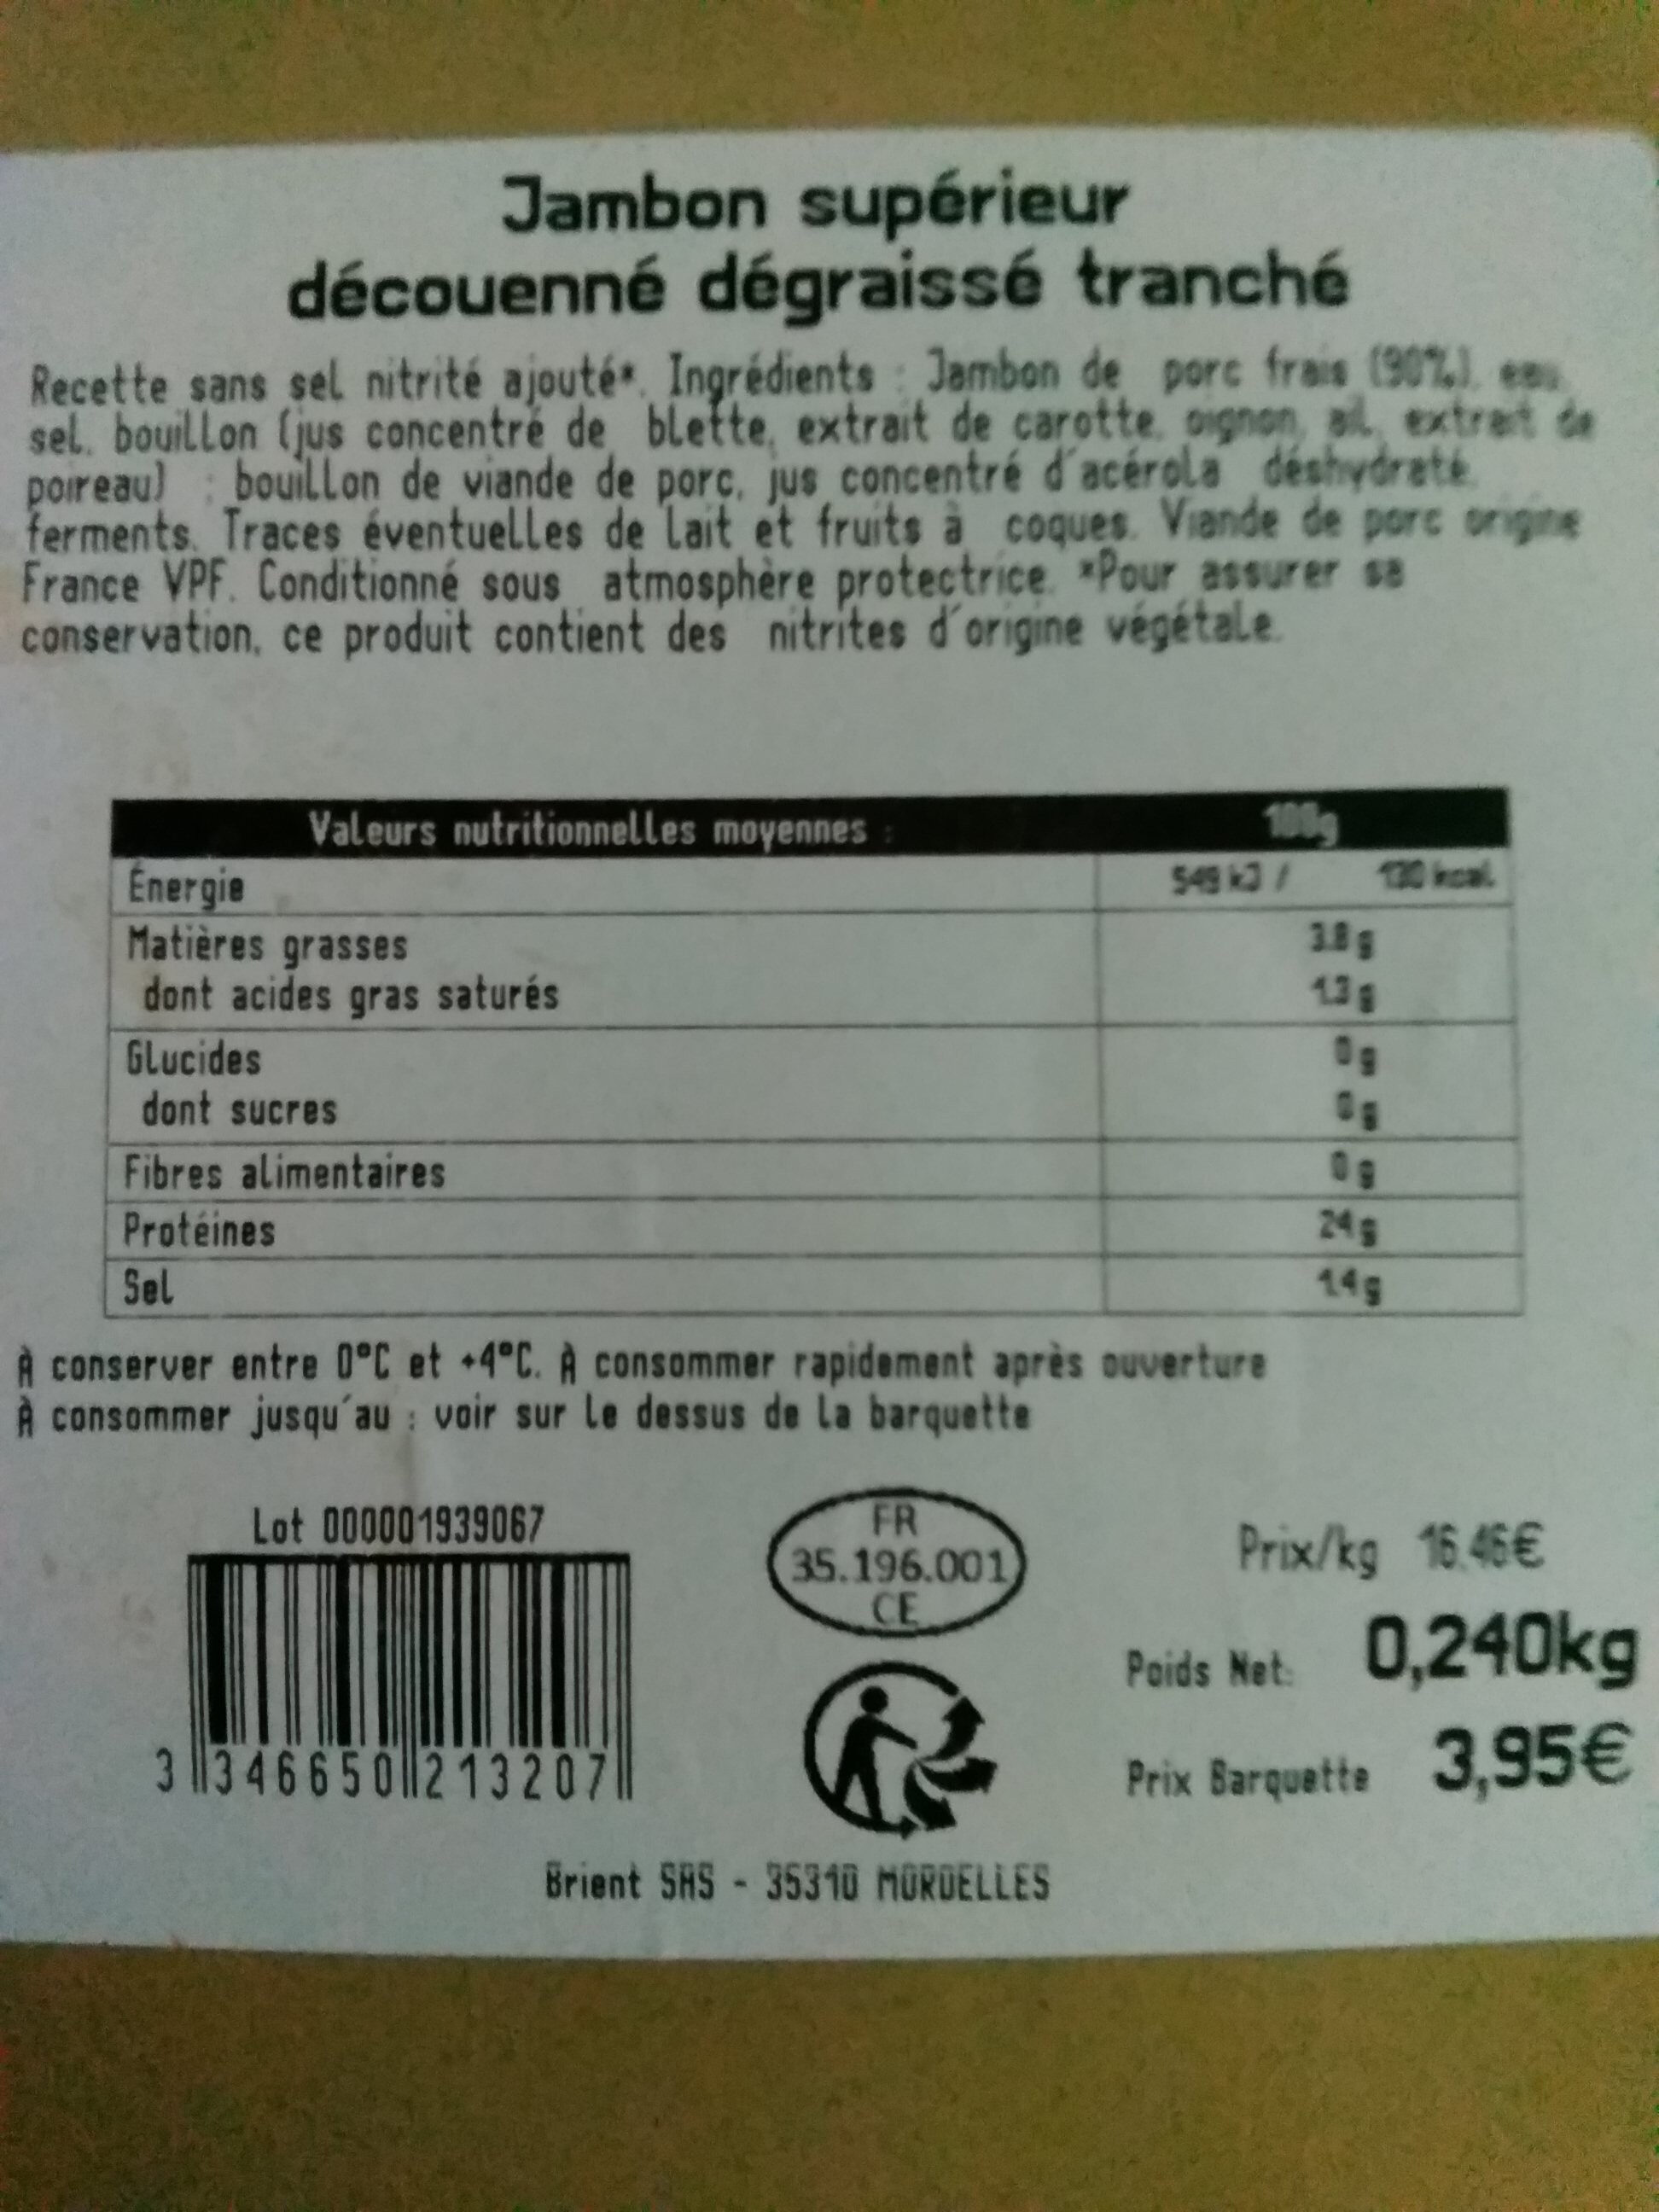 Jambon supérieur
découenné dégraissé tranché
Recette sans sel nitrité ajouté*. Ingrédients : Jambon de porc frais (90%), eau,
sel, bouillon (jus concentré de blette, extrait de carotte, oignon, ail, extrait de
poireau) ; bouillon de viande de porc, jus concentré d'acérola déshydraté,
ferments. Traces éventuelles de lait et fruits à coques. Viande de porc origine
France VPF. Conditionné sous atmosphère protectrice. *Pour assurer sa
conservation, ce produit contient des nitrites d'origine végétale.
Valeurs nutritionnelles moyennes : 100g
Énergie 549 kJ / 130 kcal
Matières grasses 3.8 g
dont acides gras saturés 1.3 g
Glucides 0 g
dont sucres 0 g
Fibres alimentaires 0 g
Protéines 24 g
Sel 1.4 g
À conserver entre 0°C et +4°C. À consommer rapidement après ouverture
À consommer jusqu'au : voir sur le dessus de la barquette
Lot 000001939067
3 346650 213207
FR
35.196.001
CE
Prix/kg 16.46€
Poids Net: 0,240kg
Prix Barquette 3,95€
Brient SAS - 35310 MORDELLES